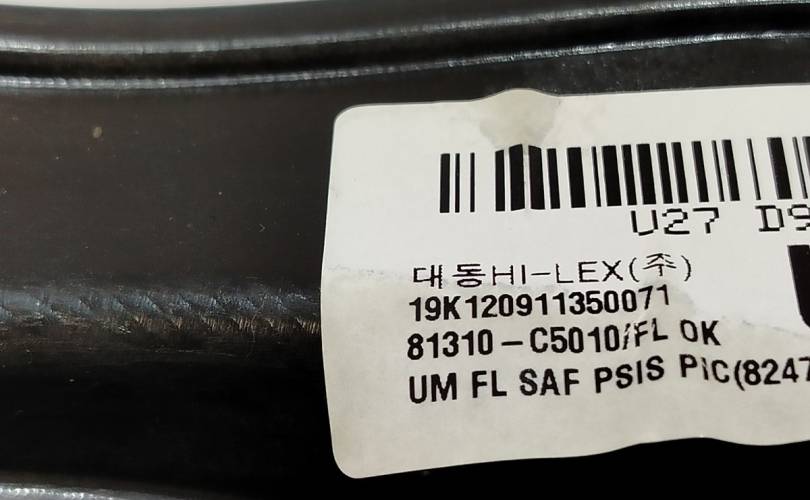 U27 D9
대동HI-LEX(주)
19K120911350071
81310-C5010/FL OK
UM FL SAF PSIS PIC(8247